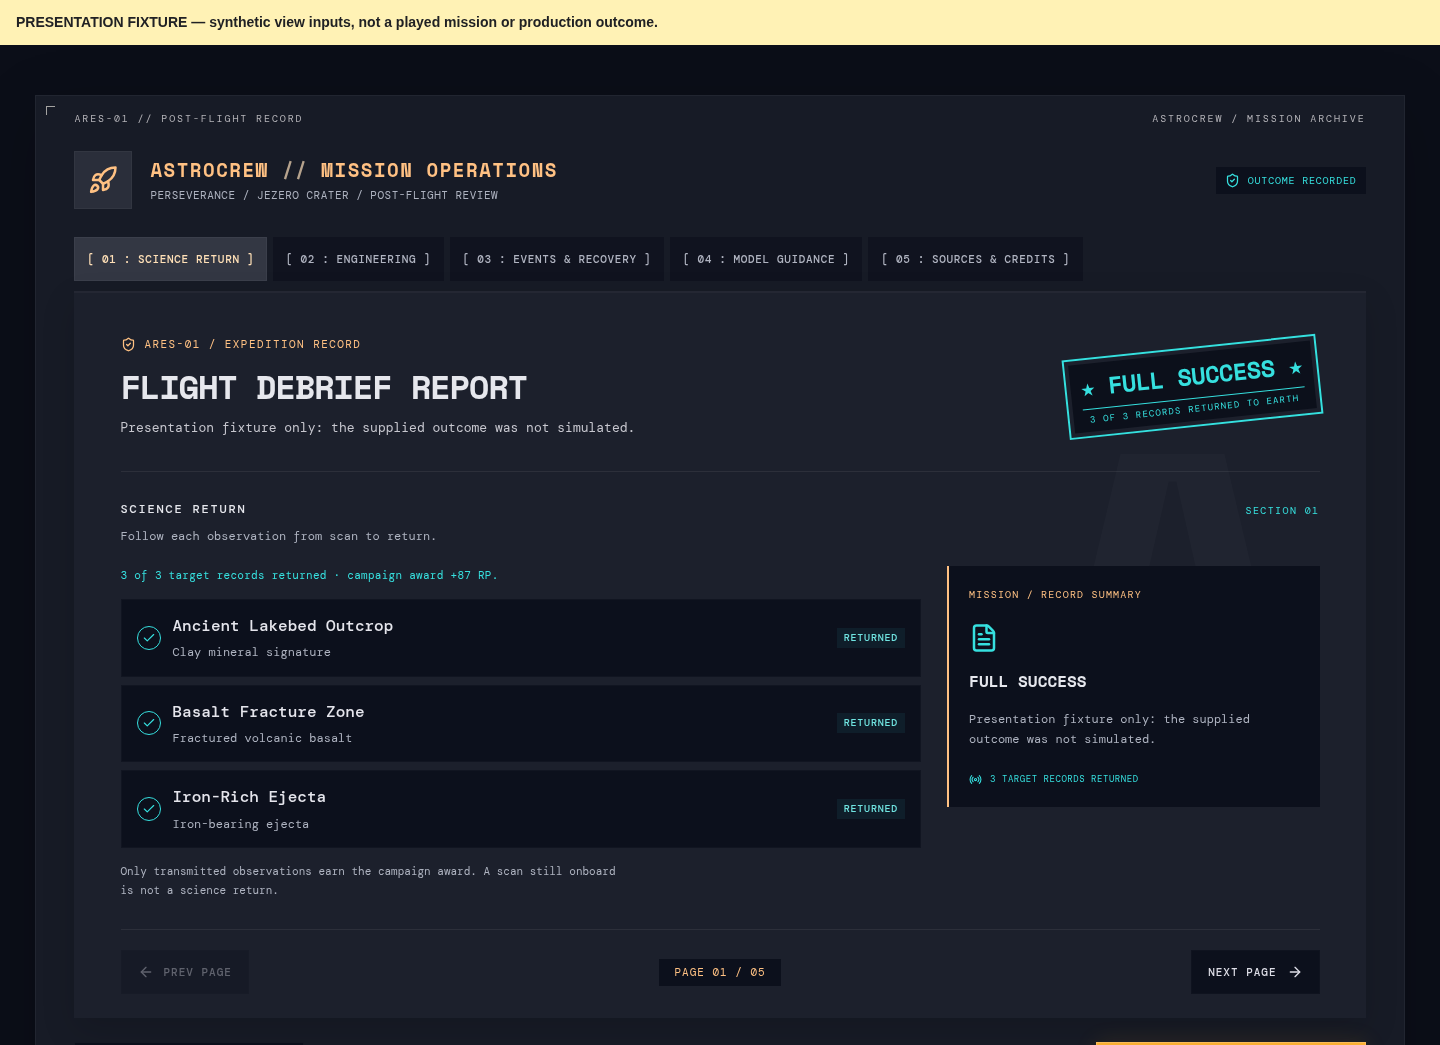 PRESENTATION FIXTURE — synthetic view inputs, not a played mission or production outcome.
ARES-01 // POST-FLIGHT RECORD
ASTROCREW / MISSION ARCHIVE
ASTROCREW // MISSION OPERATIONS
PERSEVERANCE / JEZERO CRATER / POST-FLIGHT REVIEW
OUTCOME RECORDED
[ 01 : SCIENCE RETURN ]
[ 02 : ENGINEERING ]
[ 03 : EVENTS & RECOVERY ]
[ 04 : MODEL GUIDANCE ]
[ 05 : SOURCES & CREDITS ]
ARES-01 / EXPEDITION RECORD
FLIGHT DEBRIEF REPORT
Presentation fixture only: the supplied outcome was not simulated.
★ FULL SUCCESS ★
3 OF 3 RECORDS RETURNED TO EARTH
SCIENCE RETURN
SECTION 01
Follow each observation from scan to return.
3 of 3 target records returned · campaign award +87 RP.
Ancient Lakebed Outcrop
Clay mineral signature
RETURNED
Basalt Fracture Zone
Fractured volcanic basalt
RETURNED
Iron-Rich Ejecta
Iron-bearing ejecta
RETURNED
Only transmitted observations earn the campaign award. A scan still onboard
is not a science return.
MISSION / RECORD SUMMARY
FULL SUCCESS
Presentation fixture only: the supplied
outcome was not simulated.
3 TARGET RECORDS RETURNED
PREV PAGE
PAGE 01 / 05
NEXT PAGE